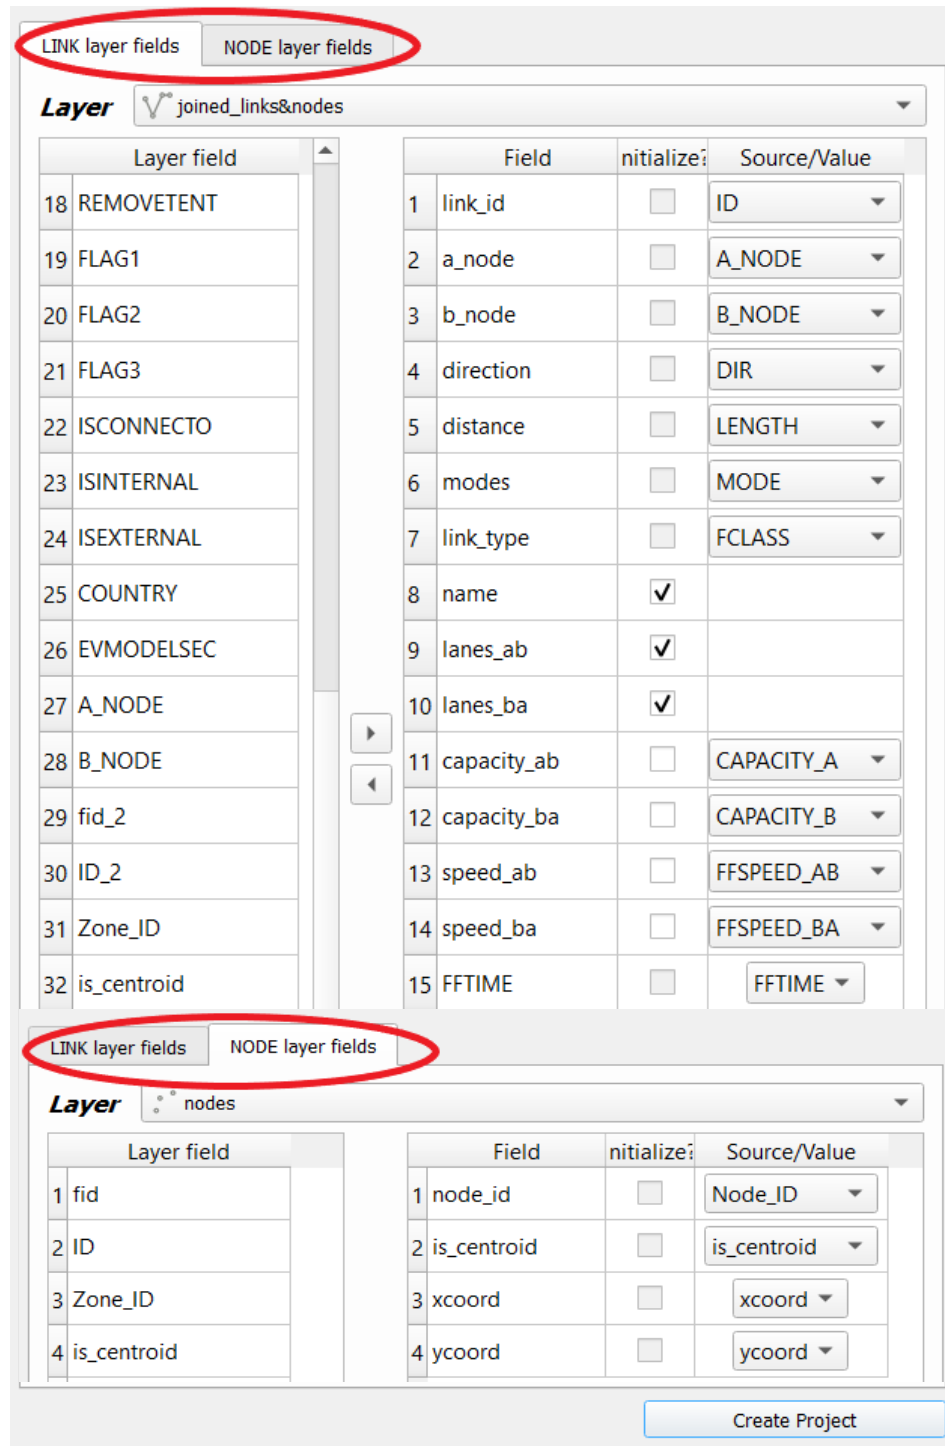 LINK layer fields NODE layer fields
Layer joined_links&nodes
Layer field Field nitialize? Source/Value
18 REMOVETENT 1 link_id ID
19 FLAG1 2 a_node A_NODE
20 FLAG2 3 b_node B_NODE
21 FLAG3 4 direction DIR
22 ISCONNECTO 5 distance LENGTH
23 ISINTERNAL 6 modes MODE
24 ISEXTERNAL 7 link_type FCLASS
25 COUNTRY 8 name
26 EVMODELSEC 9 lanes_ab
27 A_NODE 10 lanes_ba
28 B_NODE 11 capacity_ab CAPACITY_A
29 fid_2 12 capacity_ba CAPACITY_B
30 ID_2 13 speed_ab FFSPEED_AB
31 Zone_ID 14 speed_ba FFSPEED_BA
32 is_centroid 15 FFTIME FFTIME
LINK layer fields NODE layer fields
Layer nodes
Layer field Field nitialize? Source/Value
1 fid 1 node_id Node_ID
2 ID 2 is_centroid is_centroid
3 Zone_ID 3 xcoord xcoord
4 is_centroid 4 ycoord ycoord
Create Project